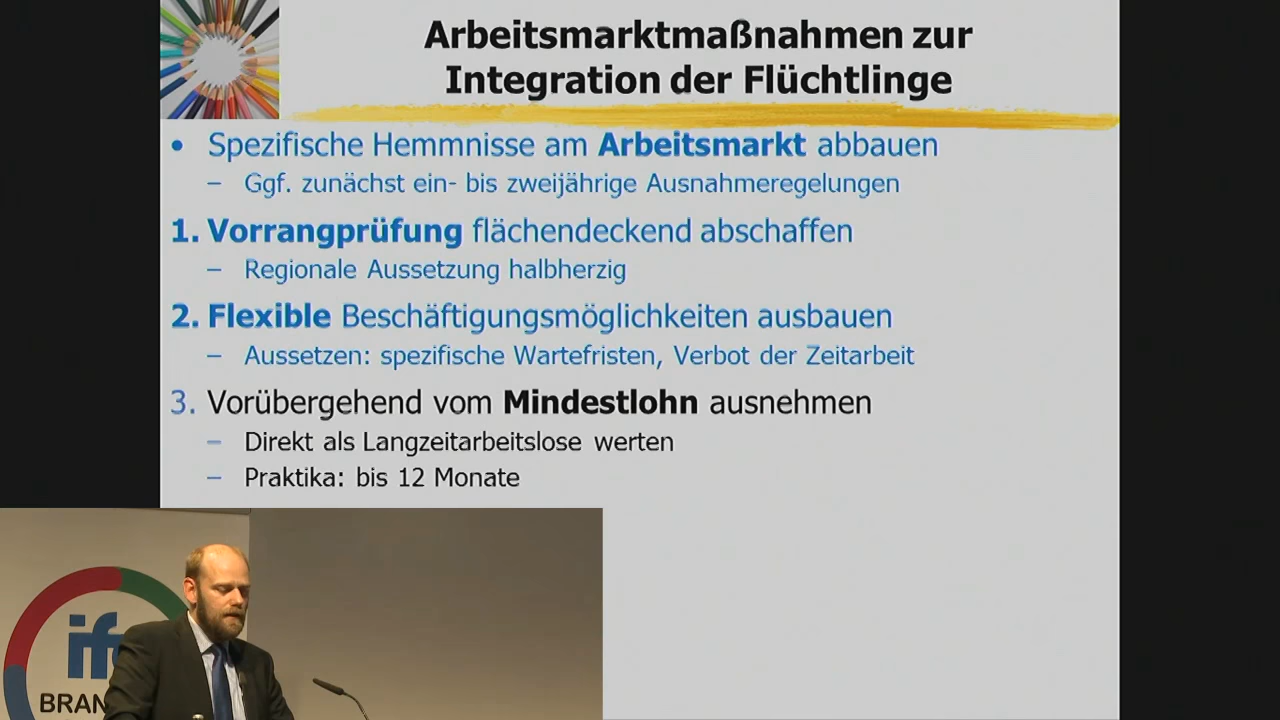 Arbeitsmarktmaßnahmen zur
Integration der Flüchtlinge
• Spezifische Hemmnisse am Arbeitsmarkt abbauen
– Ggf. zunächst ein- bis zweijährige Ausnahmeregelungen
1. Vorrangprüfung flächendeckend abschaffen
– Regionale Aussetzung halbherzig
2. Flexible Beschäftigungsmöglichkeiten ausbauen
– Aussetzen: spezifische Wartefristen, Verbot der Zeitarbeit
3. Vorübergehend vom Mindestlohn ausnehmen
– Direkt als Langzeitarbeitslose werten
– Praktika: bis 12 Monate